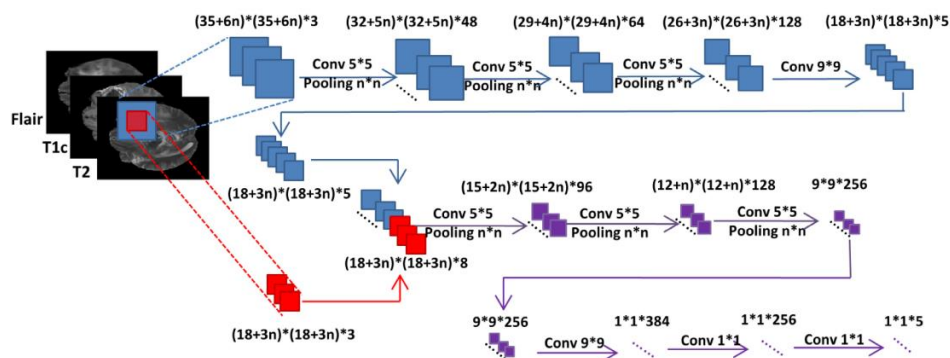 (35+6n)*(35+6n)*3
(32+5n)*(32+5n)*48
(29+4n)*(29+4n)*64
(26+3n)*(26+3n)*128
(18+3n)*(18+3n)*5
Conv 5*5
Pooling n*n
Conv 5*5
Pooling n*n
Conv 5*5
Pooling n*n
Conv 9*9
Flair
T1c
T2
(18+3n)*(18+3n)*5
(15+2n)*(15+2n)*96
(12+n)*(12+n)*128
9*9*256
Conv 5*5
Pooling n*n
Conv 5*5
Pooling n*n
Conv 5*5
Pooling n*n
(18+3n)*(18+3n)*8
(18+3n)*(18+3n)*3
9*9*256
1*1*384
1*1*256
1*1*5
Conv 9*9
Conv 1*1
Conv 1*1